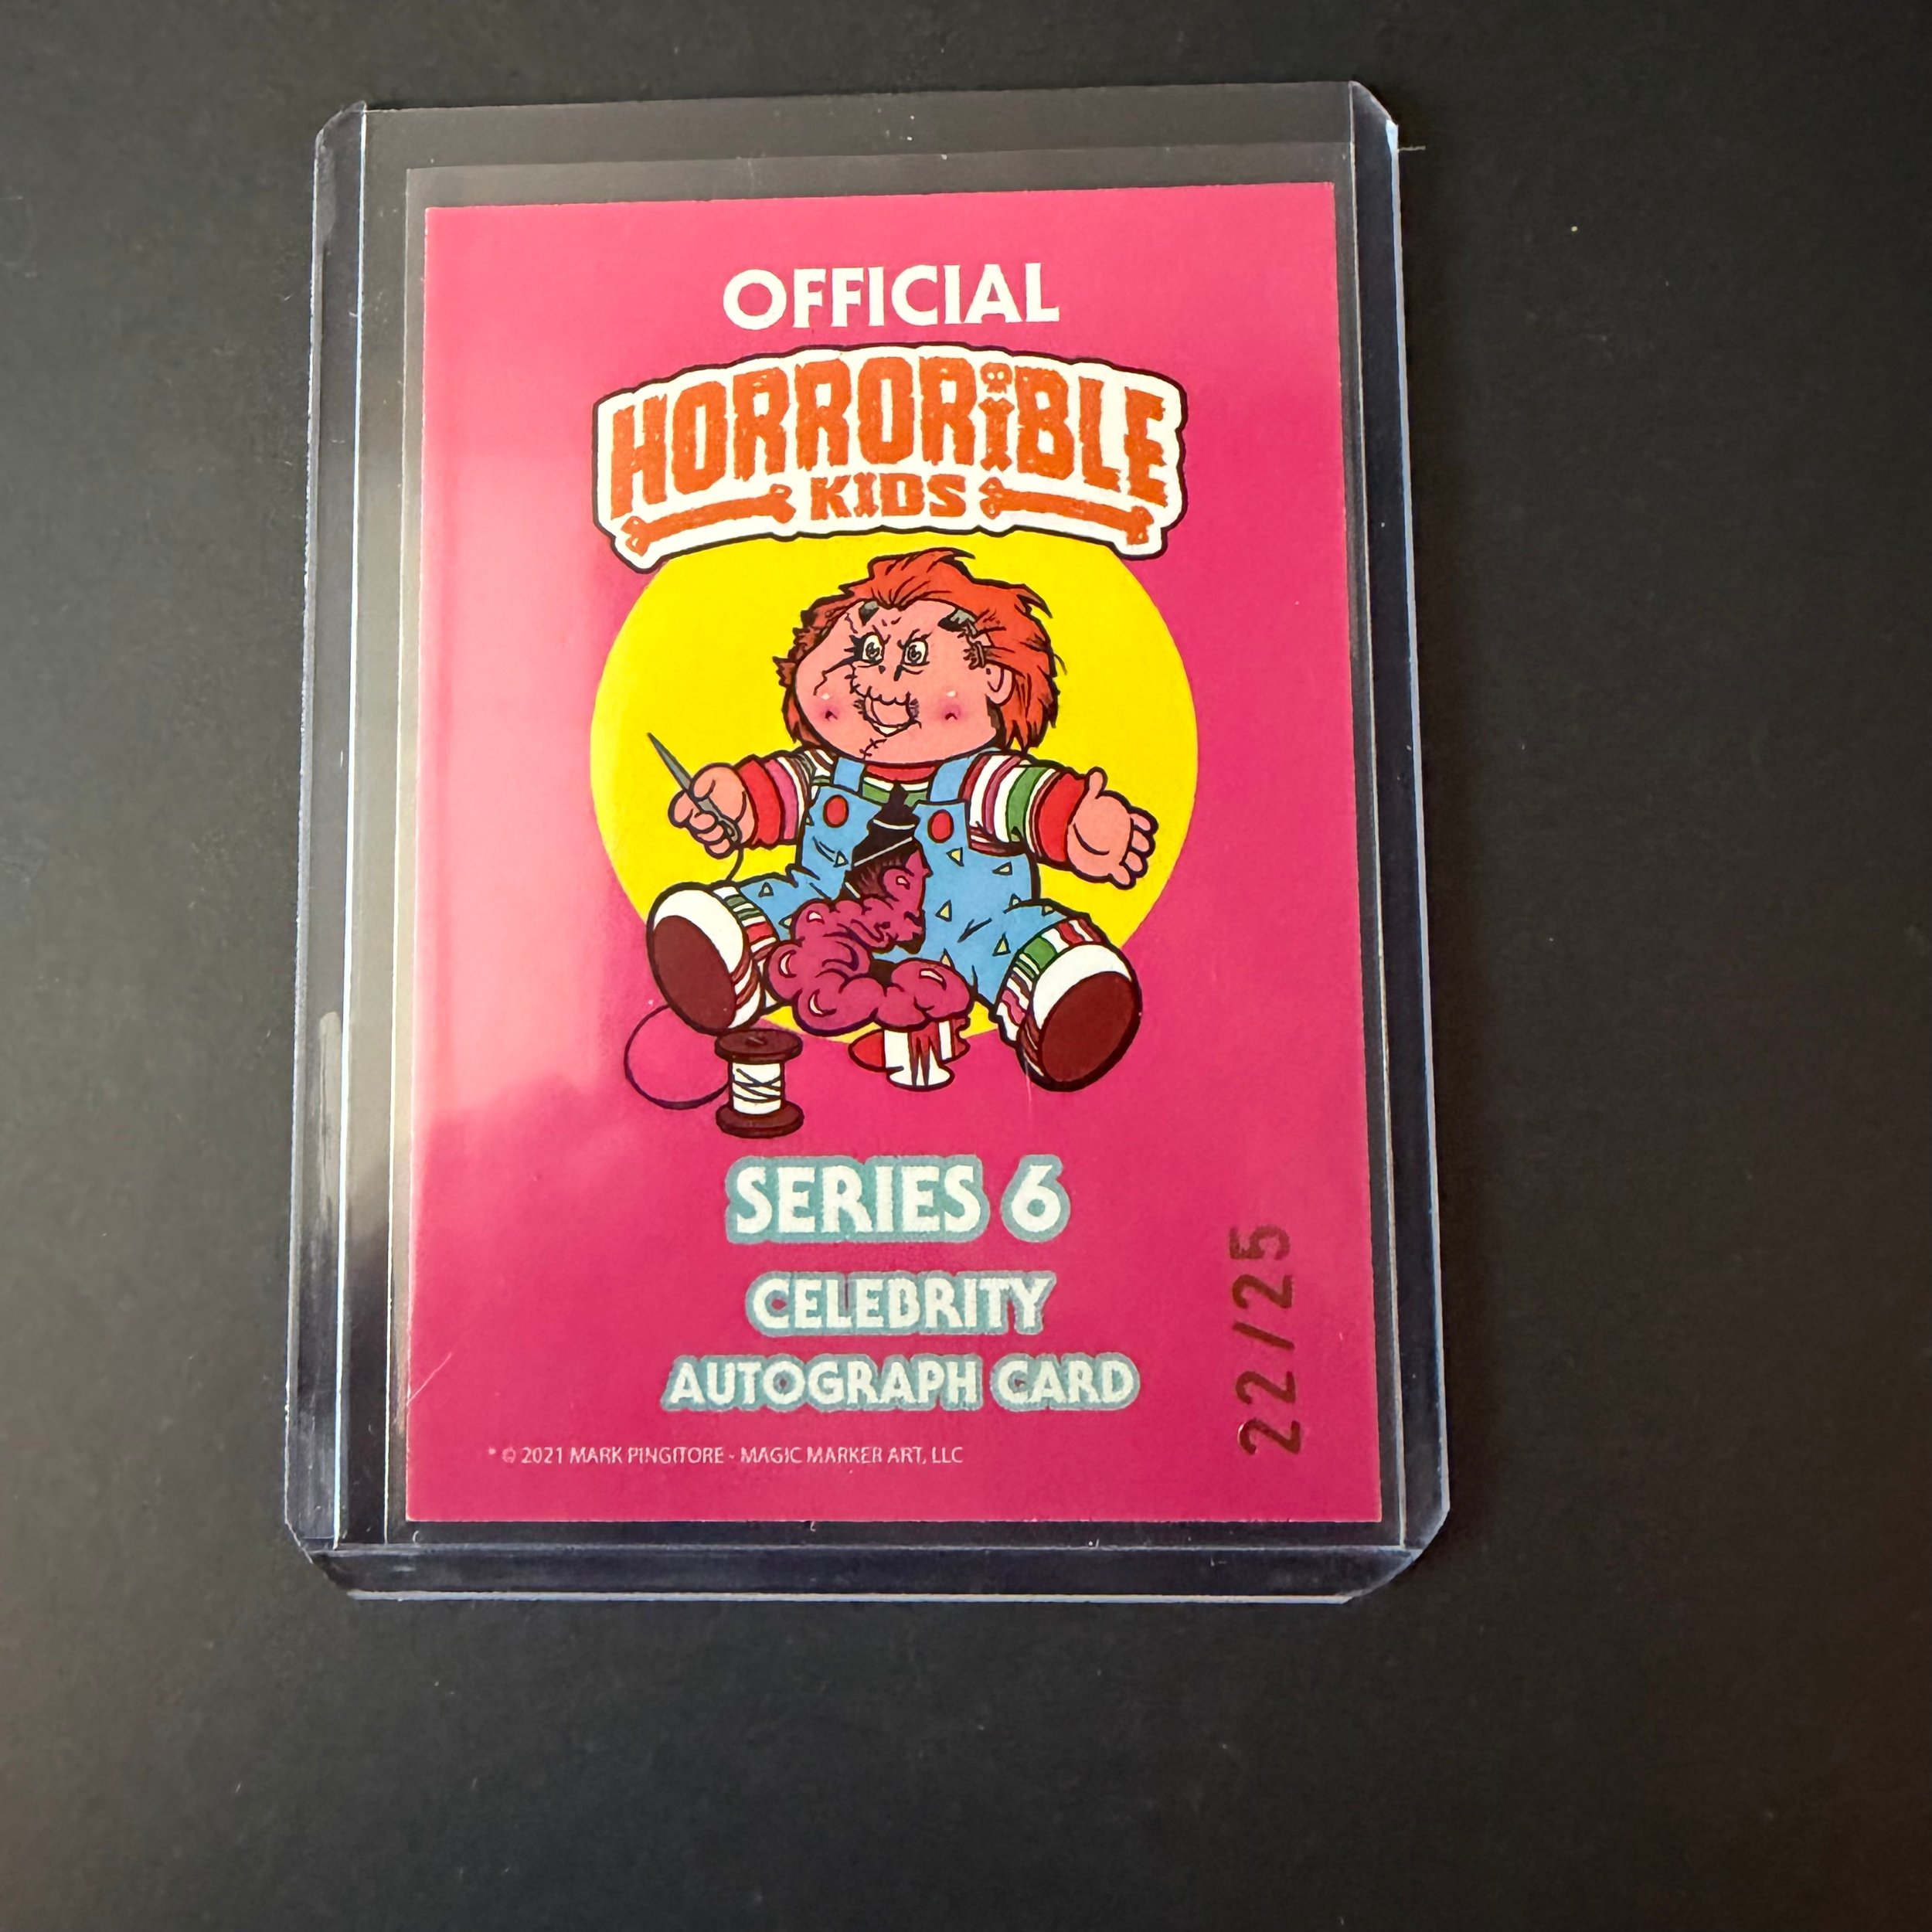 OFFICIAL
HORRORiBLE
KIDS
SERIES 6
CELEBRITY
AUTOGRAPH CARD
22/25
* © 2021 MARK PINGITORE - MAGIC MARKER ART, LLC